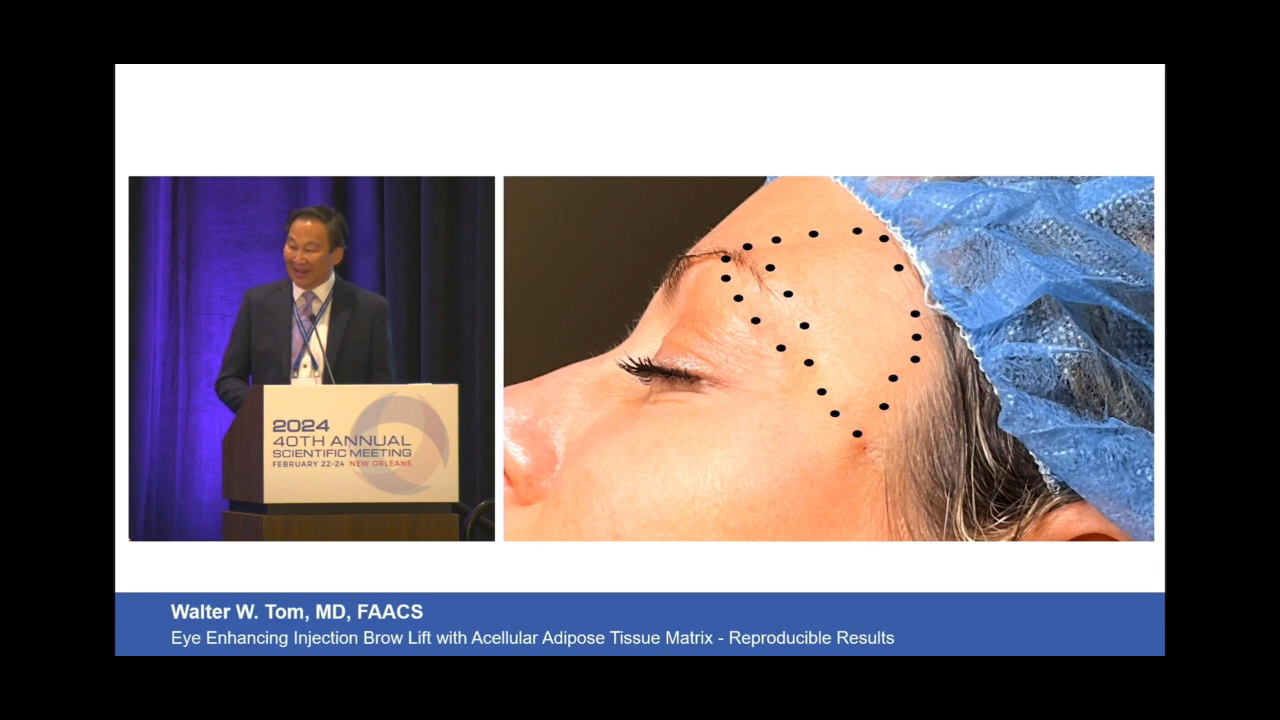 2024
40TH ANNUAL
SCIENTIFIC MEETING
FEBRUARY 22-24 NEW ORLEANS
Walter W. Tom, MD, FAACS
Eye Enhancing Injection Brow Lift with Acellular Adipose Tissue Matrix - Reproducible Results